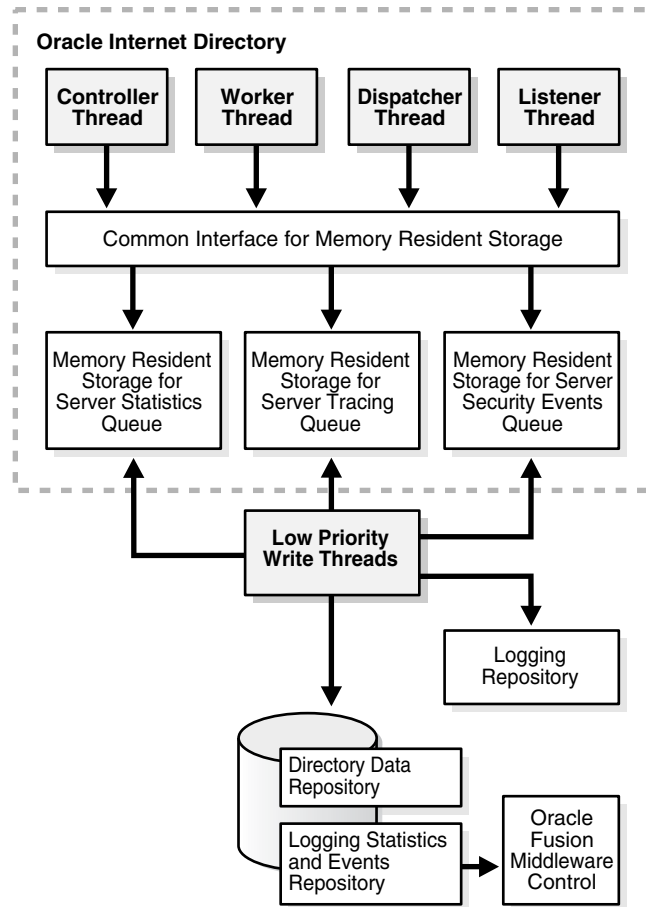 Oracle Internet Directory
Controller
Thread
Worker
Thread
Dispatcher
Thread
Listener
Thread
Common Interface for Memory Resident Storage
Memory Resident
Storage for
Server Statistics
Queue
Memory Resident
Storage for
Server Tracing
Queue
Memory Resident
Storage for Server
Security Events
Queue
Low Priority
Write Threads
Logging
Repository
Directory Data
Repository
Logging Statistics
and Events
Repository
Oracle
Fusion
Middleware
Control